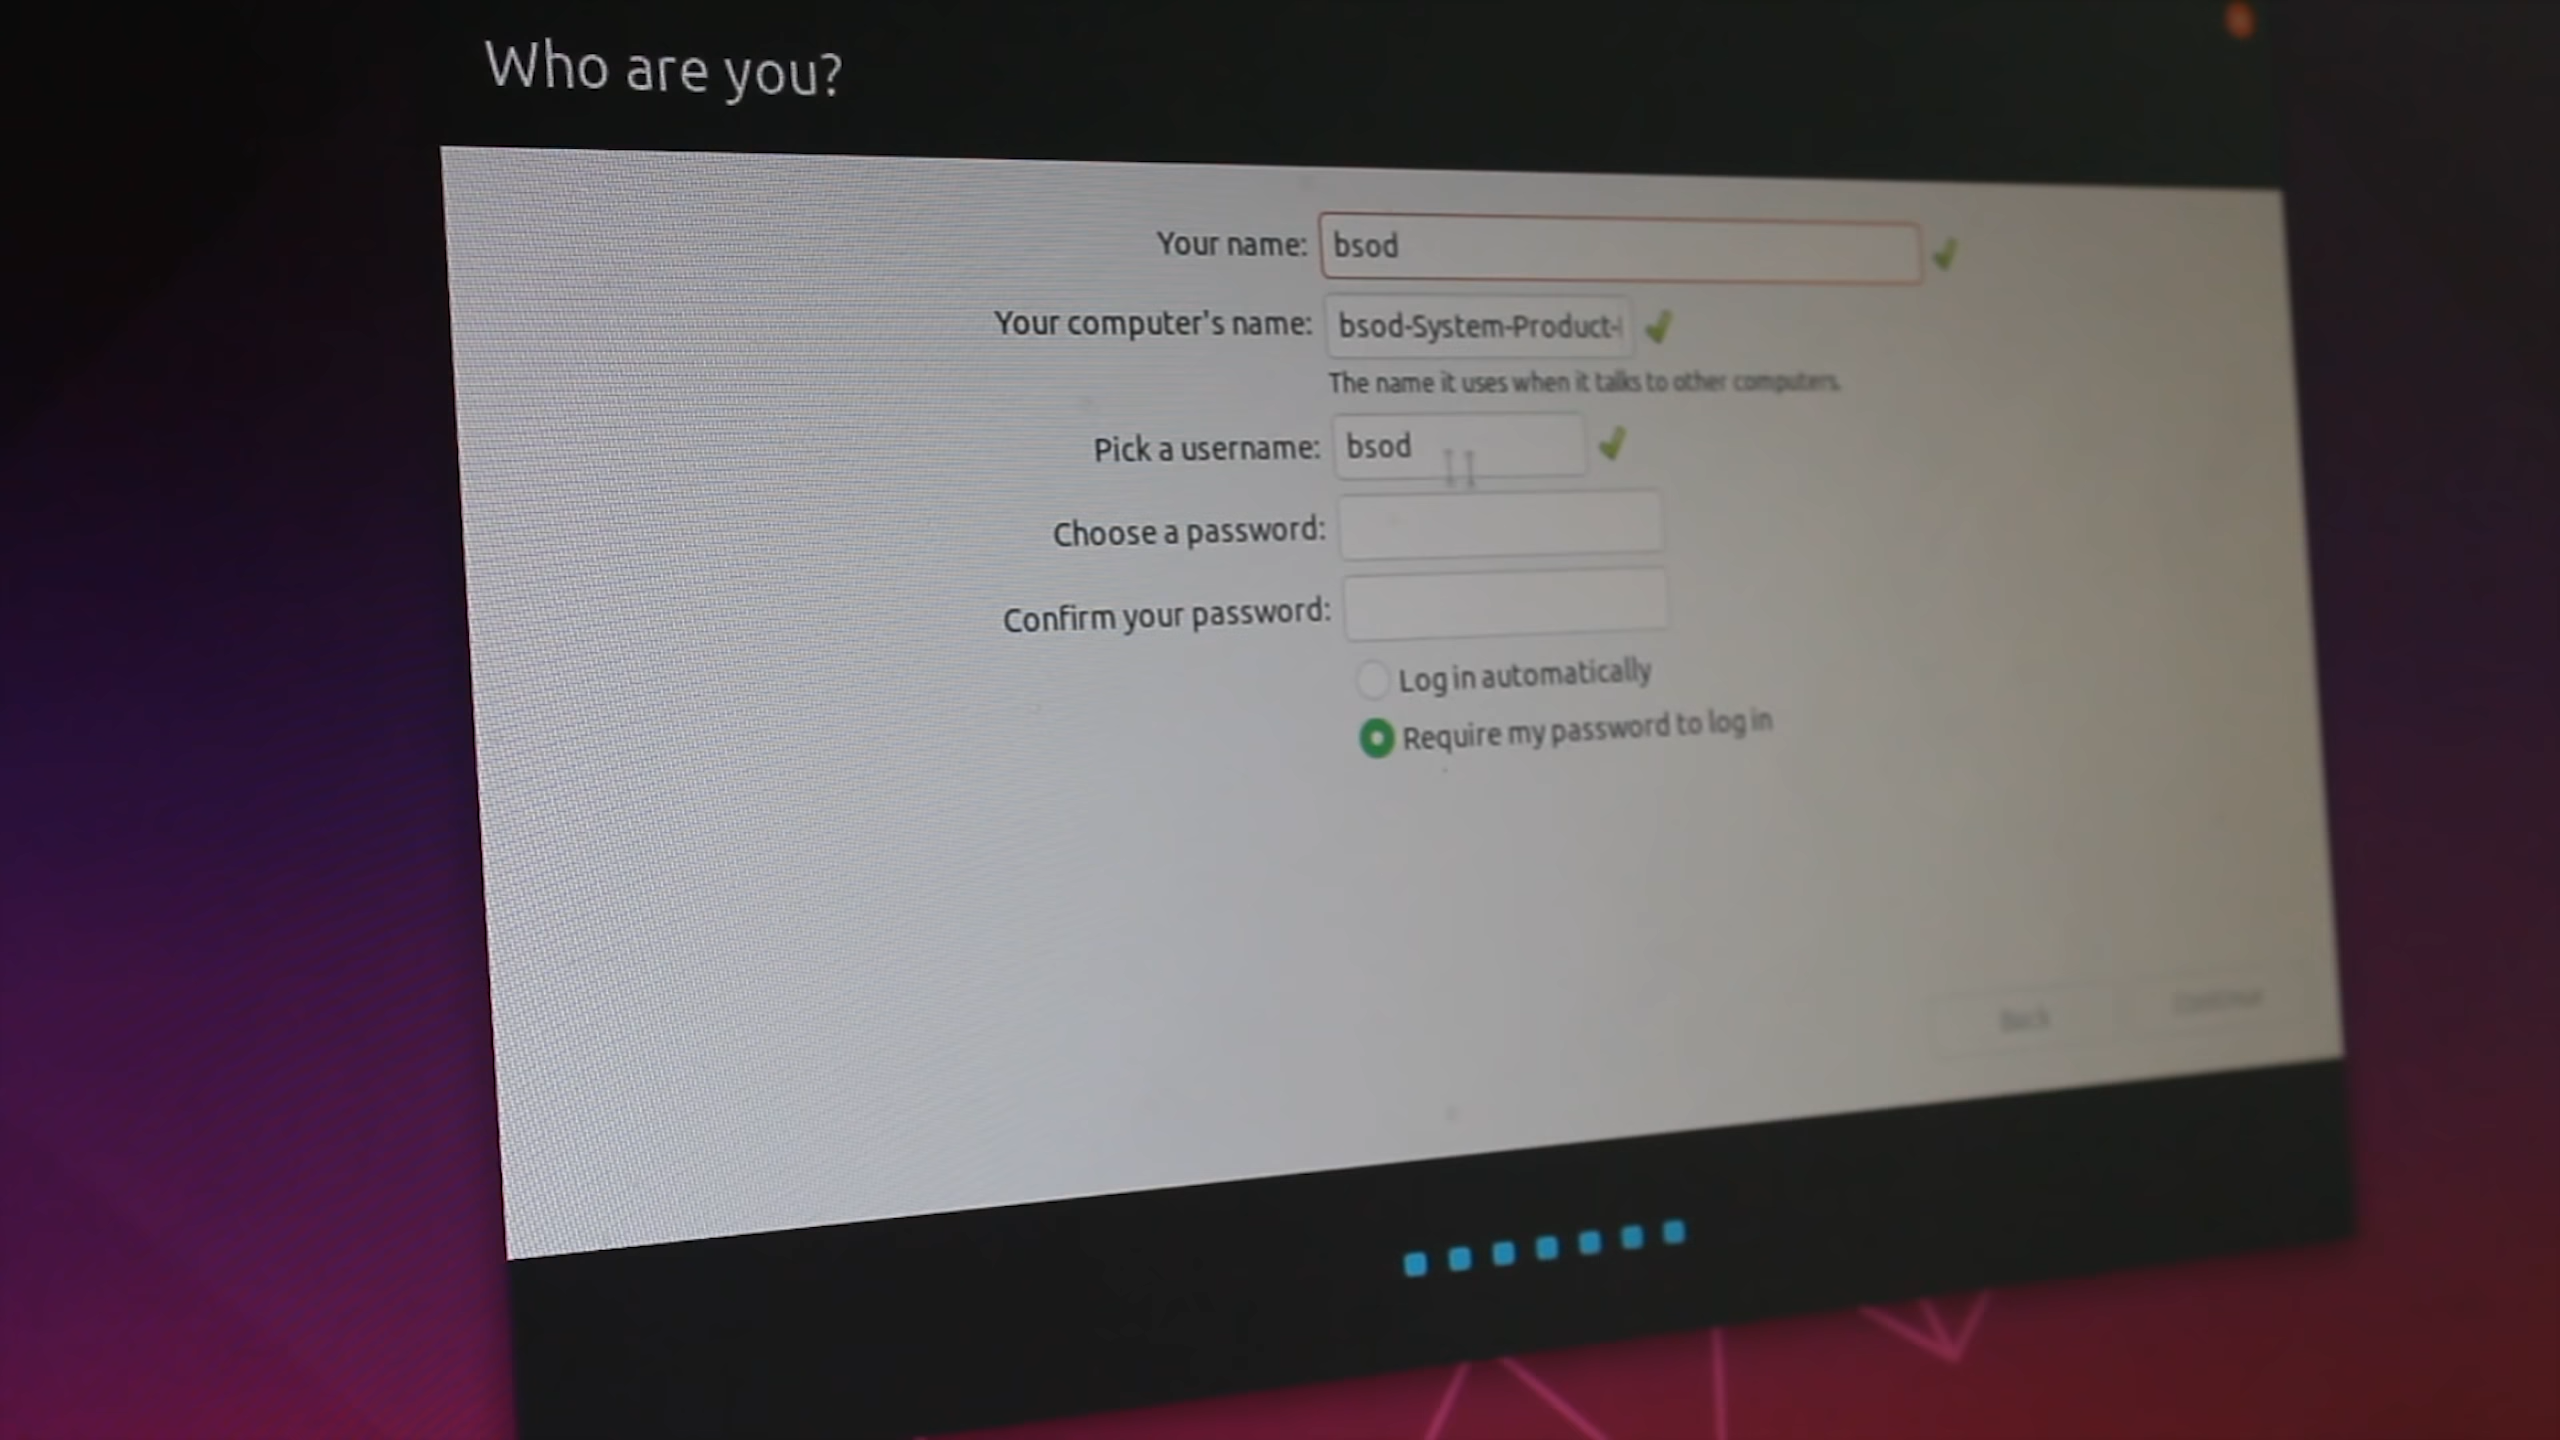 Who are you?
Your name: bsod
Your computer's name: bsod-System-Product-
The name it uses when it talks to other computers.
Pick a username: bsod
Choose a password:
Confirm your password:
Log in automatically
Require my password to log in
Back Continue